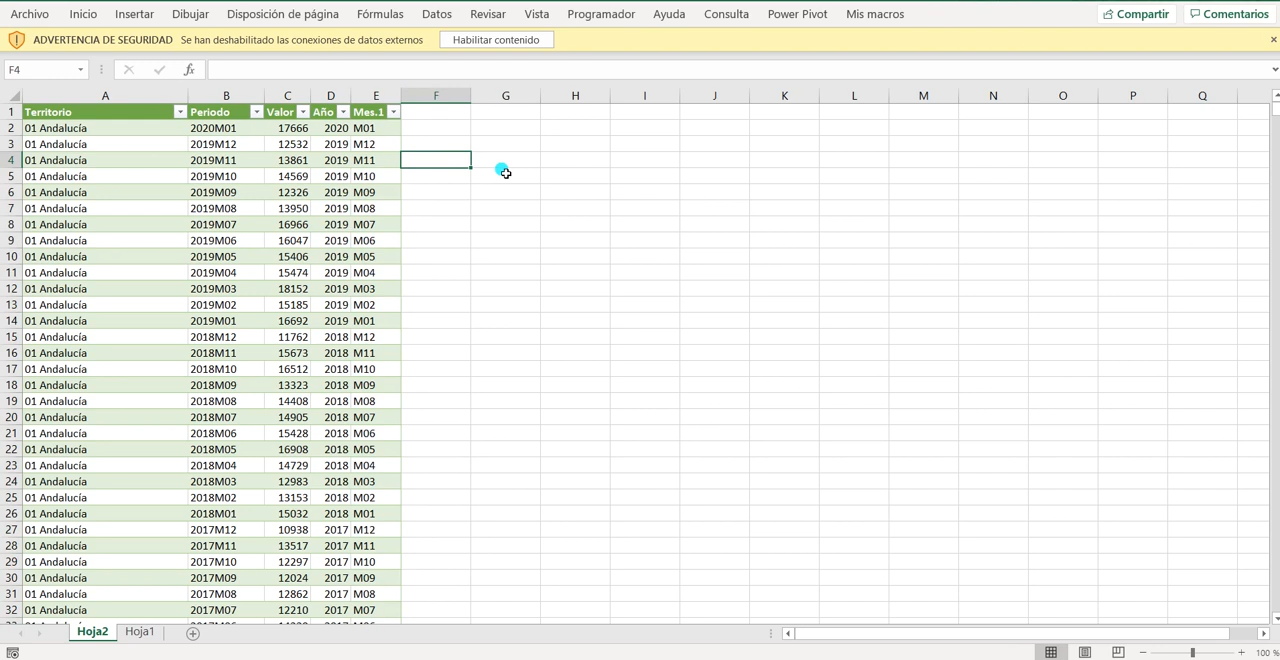 Archivo Inicio Insertar Dibujar Disposición de página Fórmulas Datos Revisar Vista Programador Ayuda Consulta Power Pivot Mis macros Compartir Comentarios
ADVERTENCIA DE SEGURIDAD Se han deshabilitado las conexiones de datos externos Habilitar contenido
F4 fx
A B C D E F G H I J K L M N O P Q
1 Territorio Periodo Valor Año Mes.1
2 01 Andalucía 2020M01 17666 2020 M01
3 01 Andalucía 2019M12 12532 2019 M12
4 01 Andalucía 2019M11 13861 2019 M11
5 01 Andalucía 2019M10 14569 2019 M10
6 01 Andalucía 2019M09 12326 2019 M09
7 01 Andalucía 2019M08 13950 2019 M08
8 01 Andalucía 2019M07 16966 2019 M07
9 01 Andalucía 2019M06 16047 2019 M06
10 01 Andalucía 2019M05 15406 2019 M05
11 01 Andalucía 2019M04 15474 2019 M04
12 01 Andalucía 2019M03 18152 2019 M03
13 01 Andalucía 2019M02 15185 2019 M02
14 01 Andalucía 2019M01 16692 2019 M01
15 01 Andalucía 2018M12 11762 2018 M12
16 01 Andalucía 2018M11 15673 2018 M11
17 01 Andalucía 2018M10 16512 2018 M10
18 01 Andalucía 2018M09 13323 2018 M09
19 01 Andalucía 2018M08 14408 2018 M08
20 01 Andalucía 2018M07 14905 2018 M07
21 01 Andalucía 2018M06 15428 2018 M06
22 01 Andalucía 2018M05 16908 2018 M05
23 01 Andalucía 2018M04 14729 2018 M04
24 01 Andalucía 2018M03 12983 2018 M03
25 01 Andalucía 2018M02 13153 2018 M02
26 01 Andalucía 2018M01 15032 2018 M01
27 01 Andalucía 2017M12 10938 2017 M12
28 01 Andalucía 2017M11 13517 2017 M11
29 01 Andalucía 2017M10 12297 2017 M10
30 01 Andalucía 2017M09 12024 2017 M09
31 01 Andalucía 2017M08 12862 2017 M08
32 01 Andalucía 2017M07 12210 2017 M07
Hoja2 Hoja1
100 %